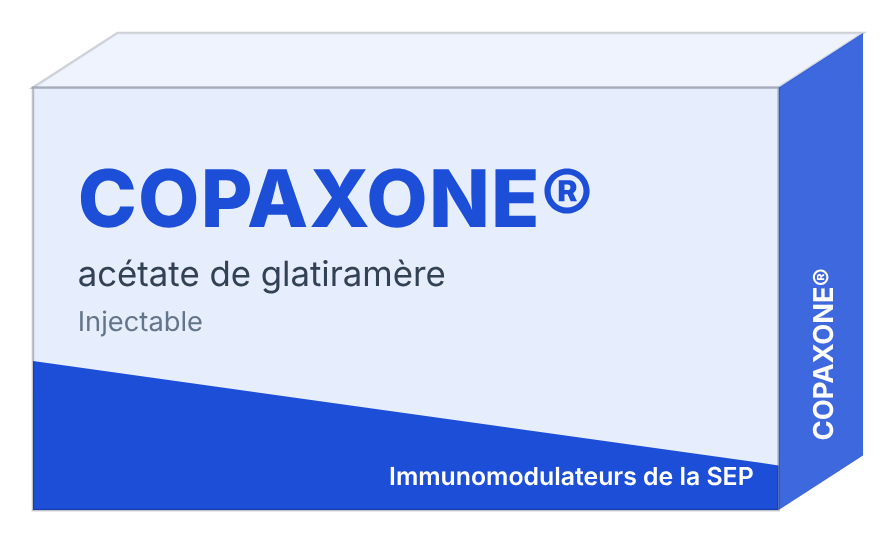 COPAXONE®
acétate de glatiramère
Injectable
Immunomodulateurs de la SEP
COPAXONE®